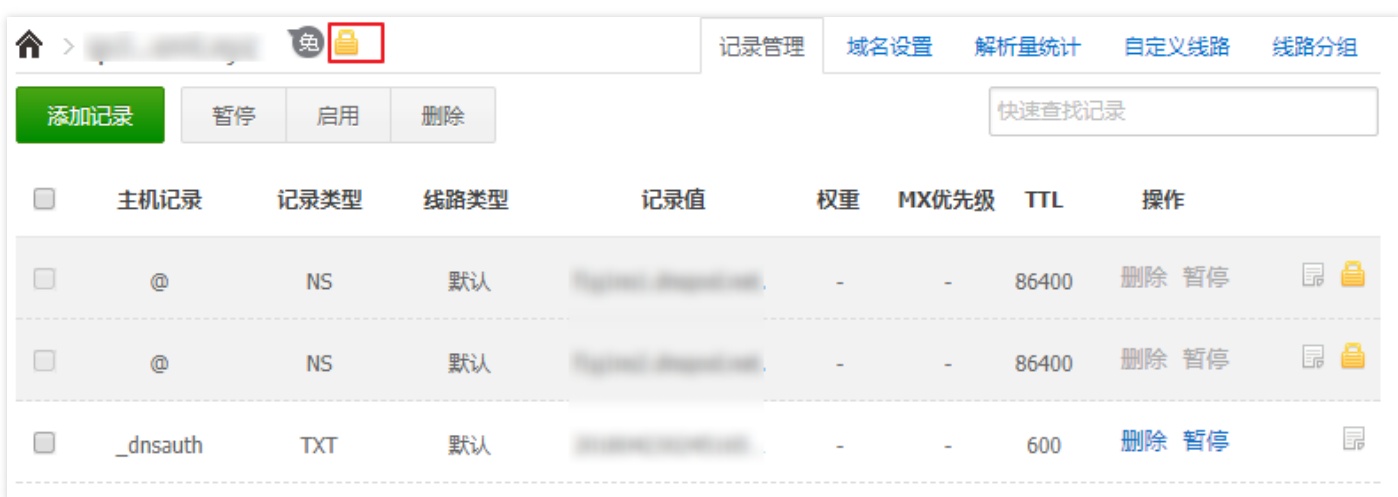 免 记录管理 域名设置 解析量统计 自定义线路 线路分组
添加记录 暂停 启用 删除 快速查找记录
主机记录 记录类型 线路类型 记录值 权重 MX优先级 TTL 操作
@ NS 默认 - - 86400 删除 暂停
@ NS 默认 - - 86400 删除 暂停
_dnsauth TXT 默认 - - 600 删除 暂停